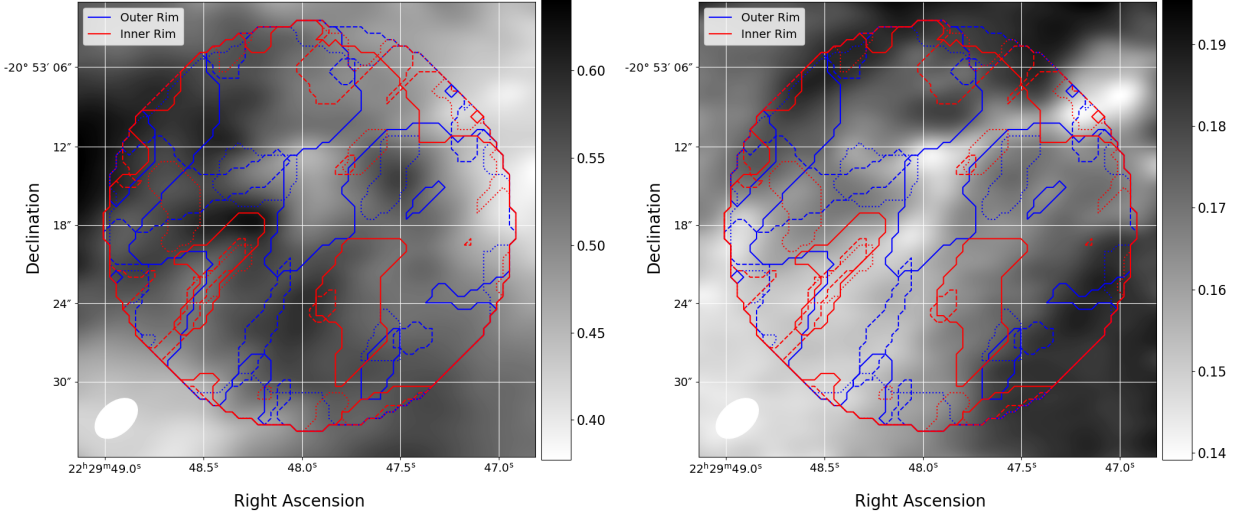 Outer Rim
Inner Rim
-20° 53′ 06″
12″
18″
24″
30″
22ʰ29ᵐ49.0ˢ
48.5ˢ
48.0ˢ
47.5ˢ
47.0ˢ
Declination
Right Ascension
0.60
0.55
0.50
0.45
0.40
Outer Rim
Inner Rim
-20° 53′ 06″
12″
18″
24″
30″
22ʰ29ᵐ49.0ˢ
48.5ˢ
48.0ˢ
47.5ˢ
47.0ˢ
Declination
Right Ascension
0.19
0.18
0.17
0.16
0.15
0.14